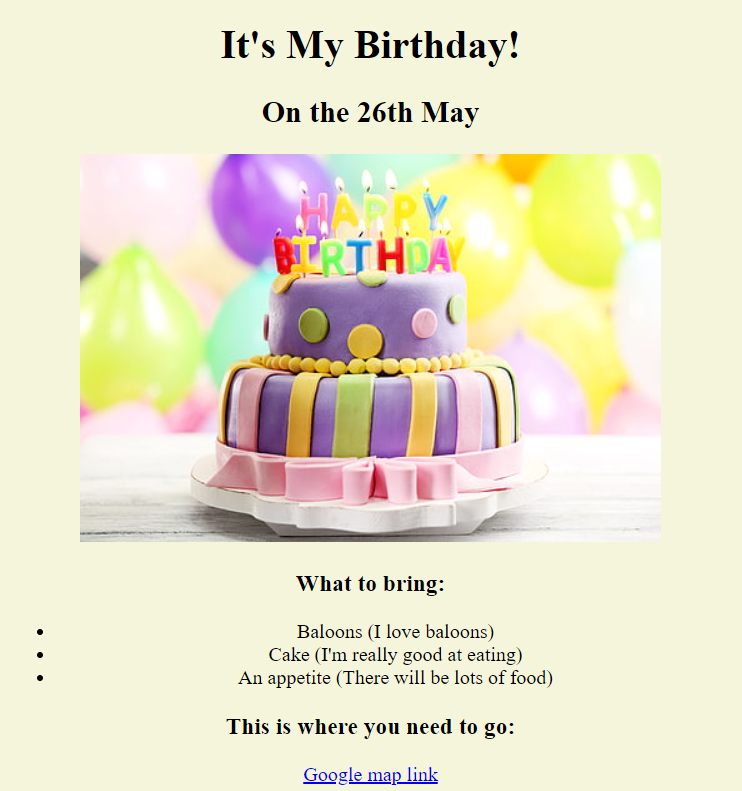 It's My Birthday!
On the 26th May
HAPPY
BIRTHDAY
What to bring:
Baloons (I love baloons)
Cake (I'm really good at eating)
An appetite (There will be lots of food)
This is where you need to go:
Google map link